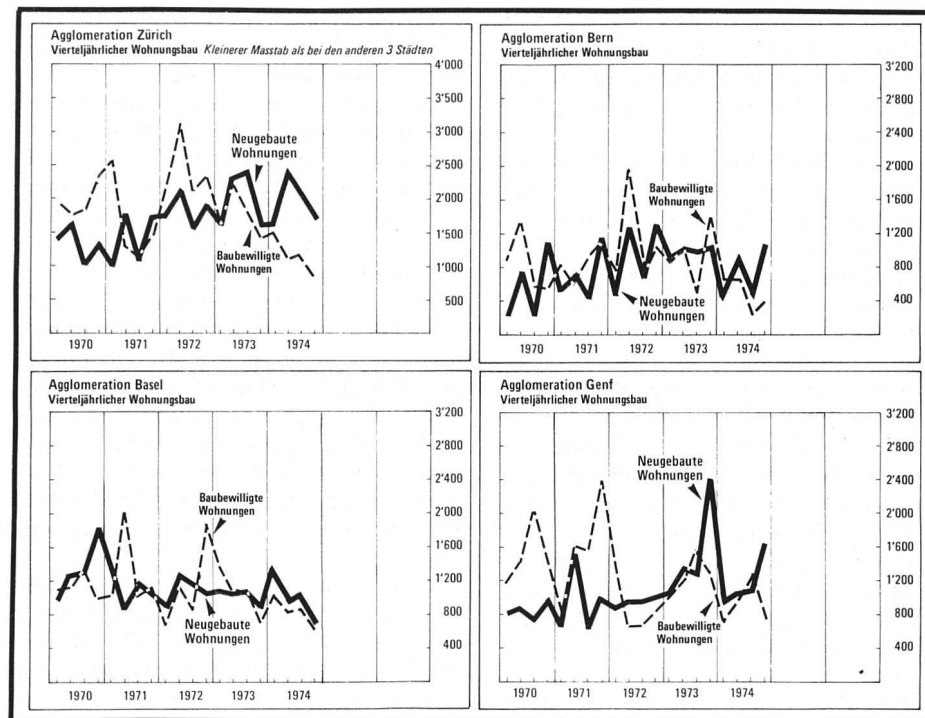 Agglomeration Zürich
Vierteljährlicher Wohnungsbau Kleinerer Masstab als bei den anderen 3 Städten
4'000
3'500
3'000
2'500
2'000
1'500
1'000
500
Neugebaute
Wohnungen
Baubewilligte
Wohnungen
1970 1971 1972 1973 1974
Agglomeration Bern
Vierteljährlicher Wohnungsbau
3'200
2'800
2'400
2'000
1'600
1'200
800
400
Baubewilligte
Wohnungen
Neugebaute
Wohnungen
1970 1971 1972 1973 1974
Agglomeration Basel
Vierteljährlicher Wohnungsbau
3'200
2'800
2'400
2'000
1'600
1'200
800
400
Baubewilligte
Wohnungen
Neugebaute
Wohnungen
1970 1971 1972 1973 1974
Agglomeration Genf
Vierteljährlicher Wohnungsbau
3'200
2'800
2'400
2'000
1'600
1'200
800
400
Neugebaute
Wohnungen
Baubewilligte
Wohnungen
1970 1971 1972 1973 1974